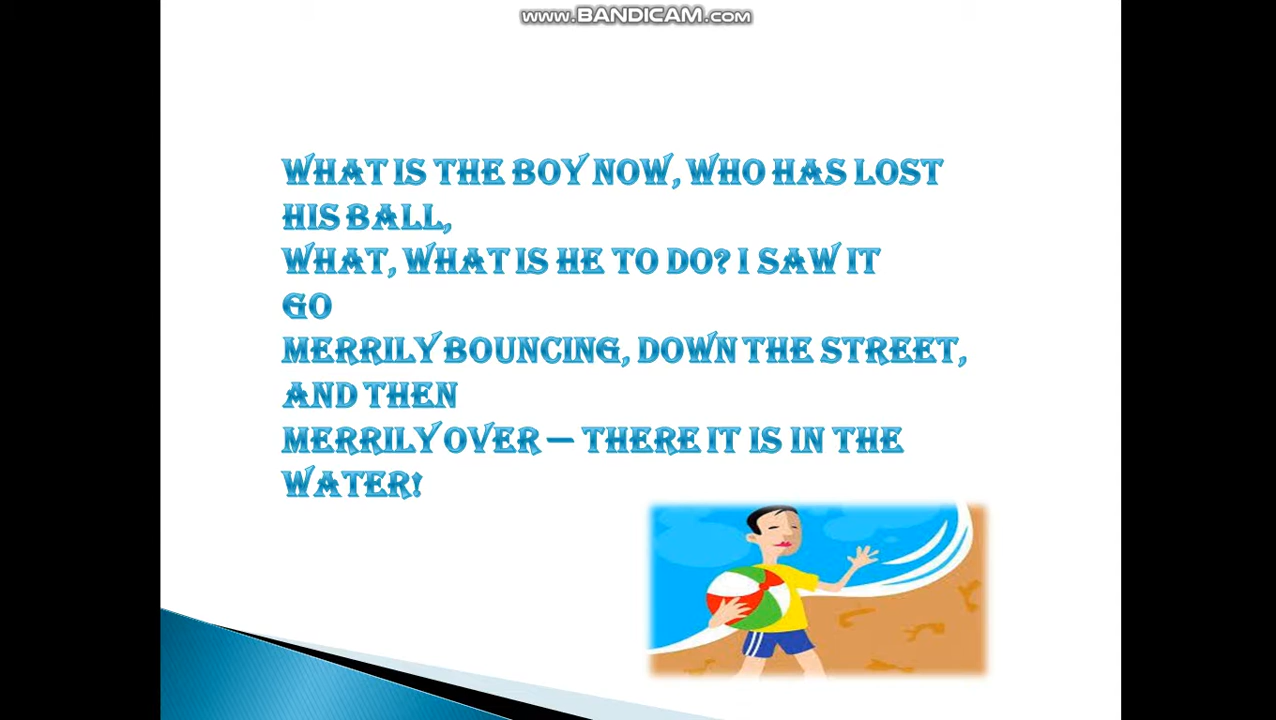 www.BANDICAM.com
WHAT IS THE BOY NOW, WHO HAS LOST
HIS BALL,
WHAT, WHAT IS HE TO DO? I SAW IT
GO
MERRILY BOUNCING, DOWN THE STREET,
AND THEN
MERRILY OVER — THERE IT IS IN THE
WATER!